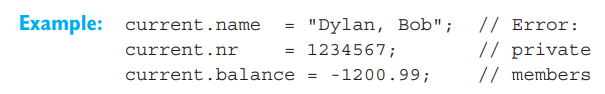 Example: current.name = "Dylan, Bob"; // Error:
current.nr = 1234567; // private
current.balance = -1200.99; // members